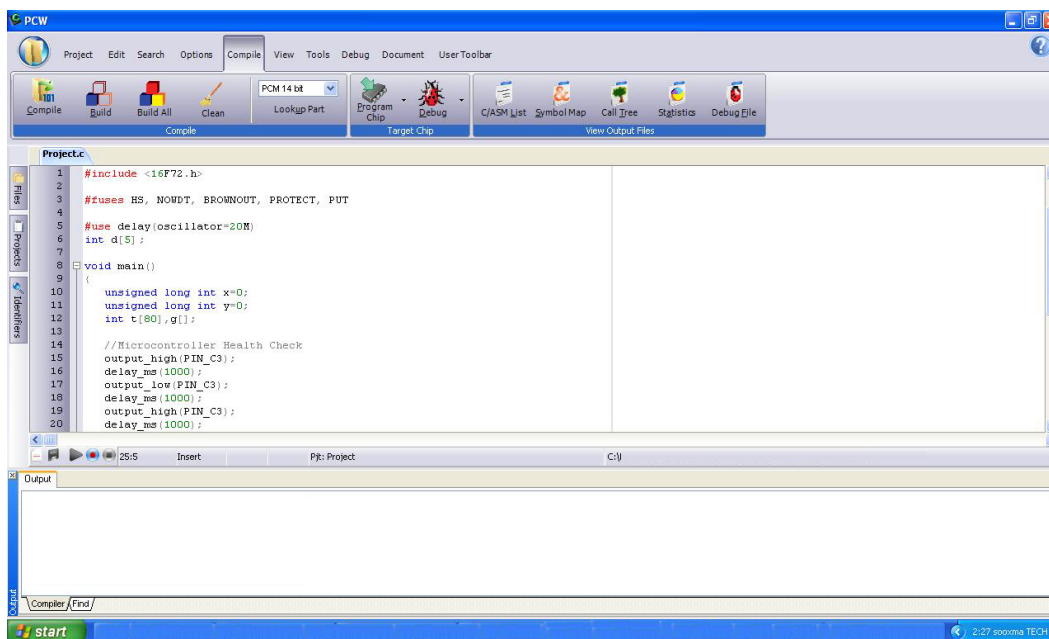 PCW
Project Edit Search Options Compile View Tools Debug Document User Toolbar
Compile Build Build All Clean
PCM 14 bit
Lookup Part
Program Chip Debug
C/ASM List Symbol Map Call Tree Statistics Debug File
Compile Target Chip View Output Files
Project.c
Files
Projects
Identifiers
1 #include <16F72.h>
2
3 #fuses HS, NOWDT, BROWNOUT, PROTECT, PUT
4
5 #use delay(oscillator=20M)
6 int d[5];
7
8 void main()
9 {
10 unsigned long int x=0;
11 unsigned long int y=0;
12 int t[80],g[];
13
14 //Microcontroller Health Check
15 output_high(PIN_C3);
16 delay_ms(1000);
17 output_low(PIN_C3);
18 delay_ms(1000);
19 output_high(PIN_C3);
20 delay_ms(1000);
25:5 Insert Pjt: Project C:\I
Output
Output
Compiler Find
start 2:27 sooxma TECH